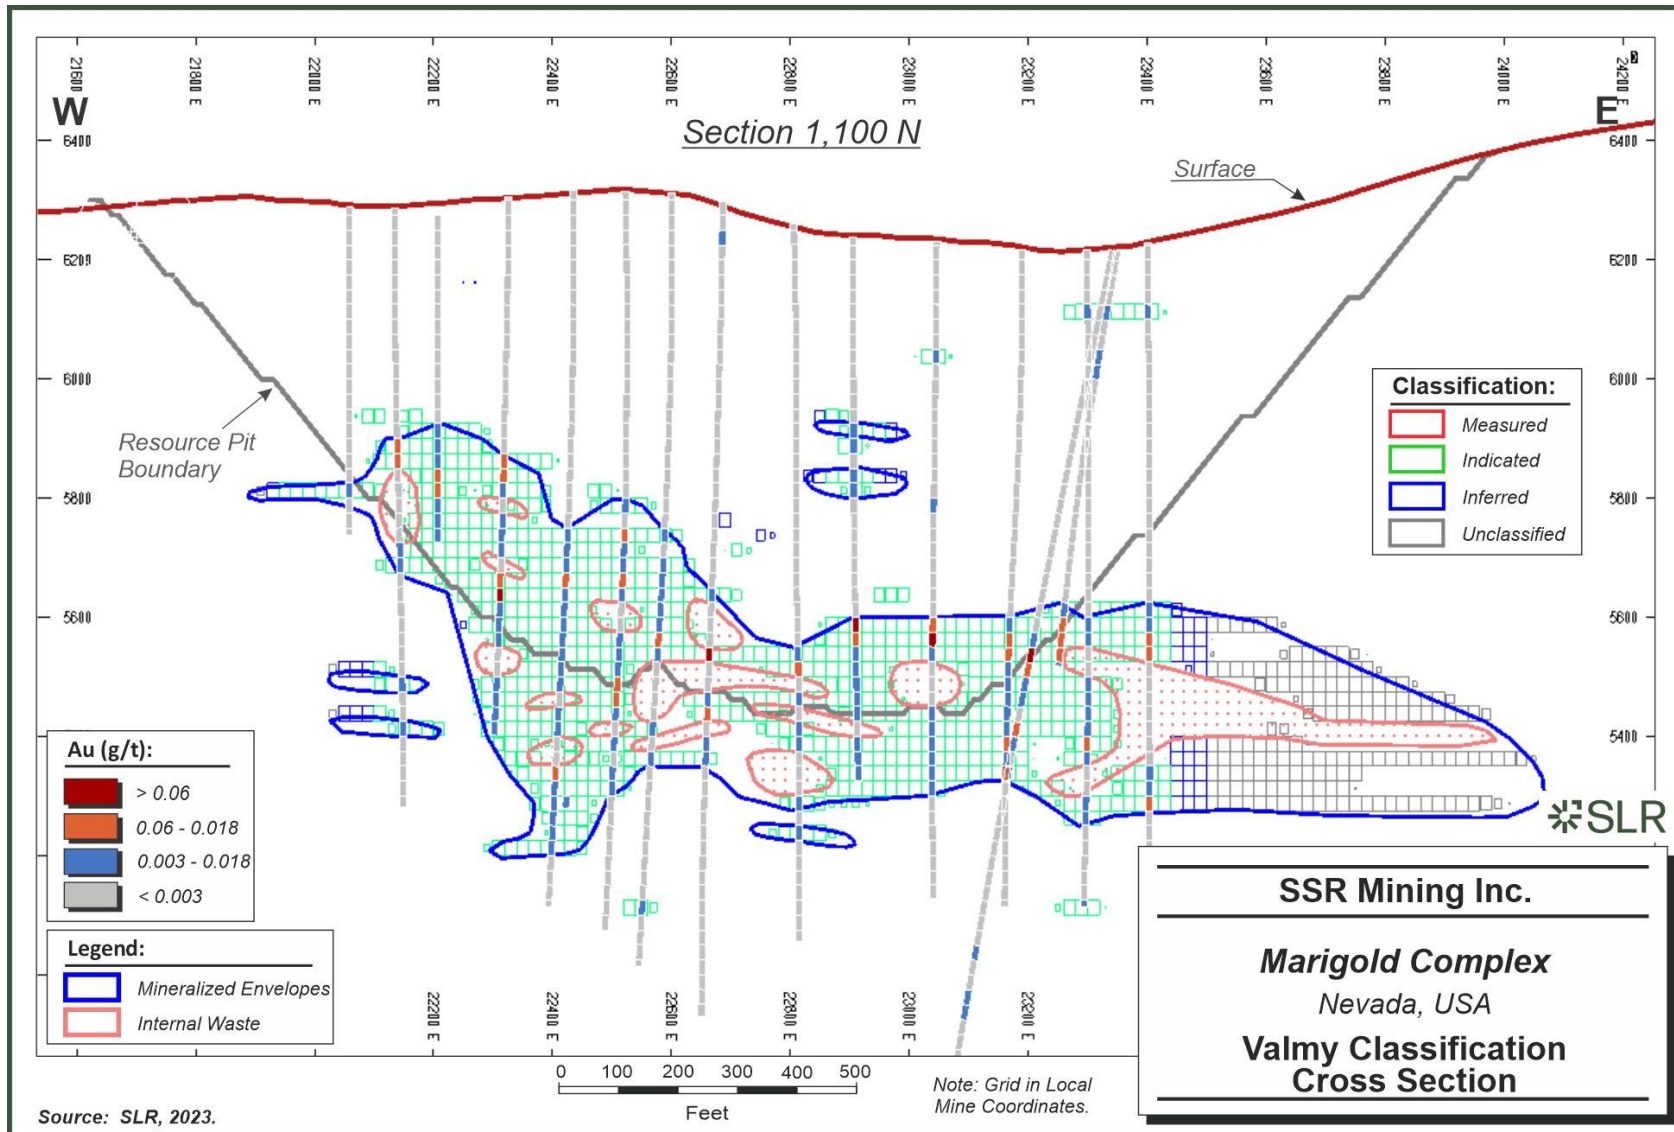 21600 E
21800 E
22000 E
22200 E
22400 E
22600 E
22800 E
23000 E
23200 E
23400 E
23600 E
23800 E
24000 E
24200 E
W
E
Section 1,100 N
Surface
6400
6400
6200
6200
6000
6000
Resource Pit
Boundary
5800
5800
5600
5600
5400
Classification:
Measured
Indicated
Inferred
Unclassified
Au (g/t):
> 0.06
0.06 - 0.018
0.003 - 0.018
< 0.003
Legend:
Mineralized Envelopes
Internal Waste
SLR
22200 E
22400 E
22600 E
22800 E
23000 E
23200 E
SSR Mining Inc.
Marigold Complex
Nevada, USA
Valmy Classification
Cross Section
0 100 200 300 400 500
Feet
Note: Grid in Local
Mine Coordinates.
Source: SLR, 2023.